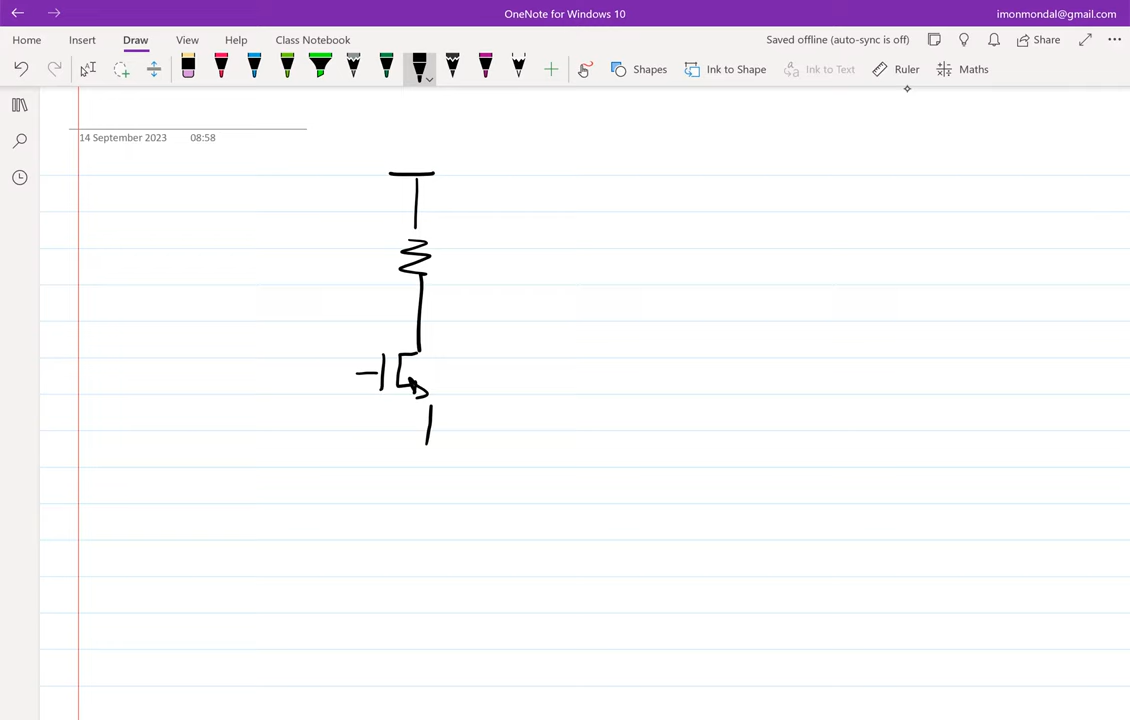 OneNote for Windows 10
imonmondal@gmail.com
Home Insert Draw View Help Class Notebook
Saved offline (auto-sync is off) Share
Shapes Ink to Shape Ink to Text Ruler Maths
14 September 2023 08:58